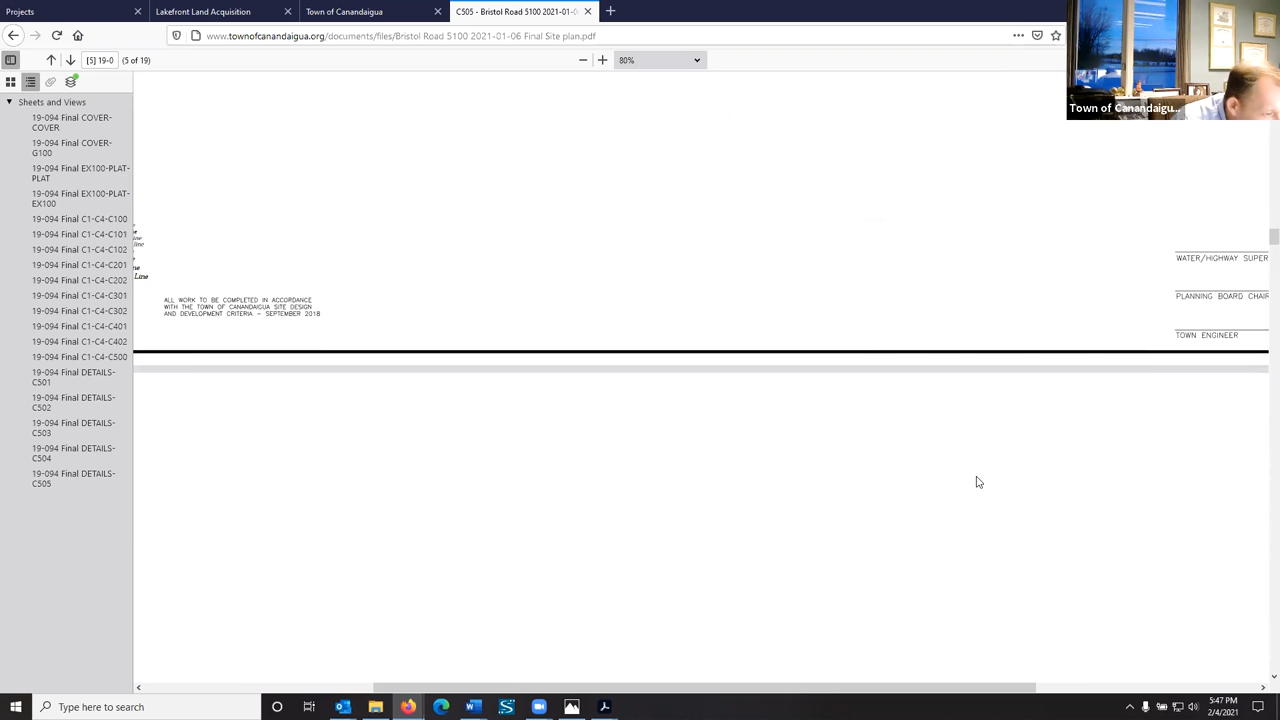 Projects
Lakefront Land Acquisition
Town of Canandaigua
C505 - Bristol Road 5100 2021-01-0
www.townofcanandaigua.org/documents/files/Bristol Road 5100 2021-01-06 Final Site plan.pdf
[5] 19-0
(5 of 19)
80%
Sheets and Views
19-094 Final COVER-
COVER
19-094 Final COVER-
G100
19-094 Final EX100-PLAT-
PLAT
19-094 Final EX100-PLAT-
EX100
19-094 Final C1-C4-C100
19-094 Final C1-C4-C101
19-094 Final C1-C4-C102
19-094 Final C1-C4-C201
19-094 Final C1-C4-C202
19-094 Final C1-C4-C301
19-094 Final C1-C4-C302
19-094 Final C1-C4-C401
19-094 Final C1-C4-C402
19-094 Final C1-C4-C500
19-094 Final DETAILS-
C501
19-094 Final DETAILS-
C502
19-094 Final DETAILS-
C503
19-094 Final DETAILS-
C504
19-094 Final DETAILS-
C505
ine
line
ne
Line
ALL WORK TO BE COMPLETED IN ACCORDANCE
WITH THE TOWN OF CANANDAIGUA SITE DESIGN
AND DEVELOPMENT CRITERIA. – SEPTEMBER 2018
WATER/HIGHWAY SUPER
PLANNING BOARD CHAIR
TOWN ENGINEER
Town of Canandaigu...
Type here to search
5:47 PM
2/4/2021